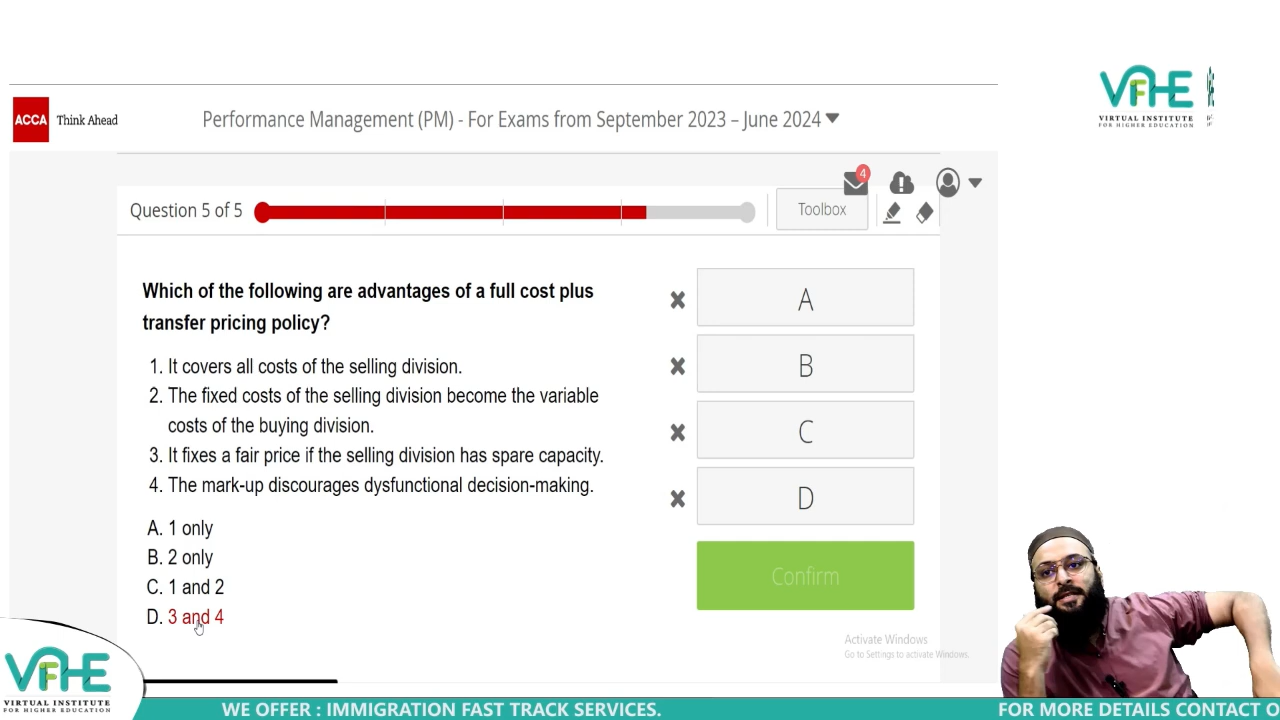 VFHE
VIRTUAL INSTITUTE
FOR HIGHER EDUCATION
ACCA Think Ahead
Performance Management (PM) - For Exams from September 2023 – June 2024
4
Question 5 of 5
Toolbox
Which of the following are advantages of a full cost plus
transfer pricing policy?
1. It covers all costs of the selling division.
2. The fixed costs of the selling division become the variable
costs of the buying division.
3. It fixes a fair price if the selling division has spare capacity.
4. The mark-up discourages dysfunctional decision-making.
A. 1 only
B. 2 only
C. 1 and 2
D. 3 and 4
A
B
C
D
Confirm
Activate Windows
Go to Settings to activate Windows.
VFHE
VIRTUAL INSTITUTE
FOR HIGHER EDUCATION
WE OFFER : IMMIGRATION FAST TRACK SERVICES.
FOR MORE DETAILS CONTACT O